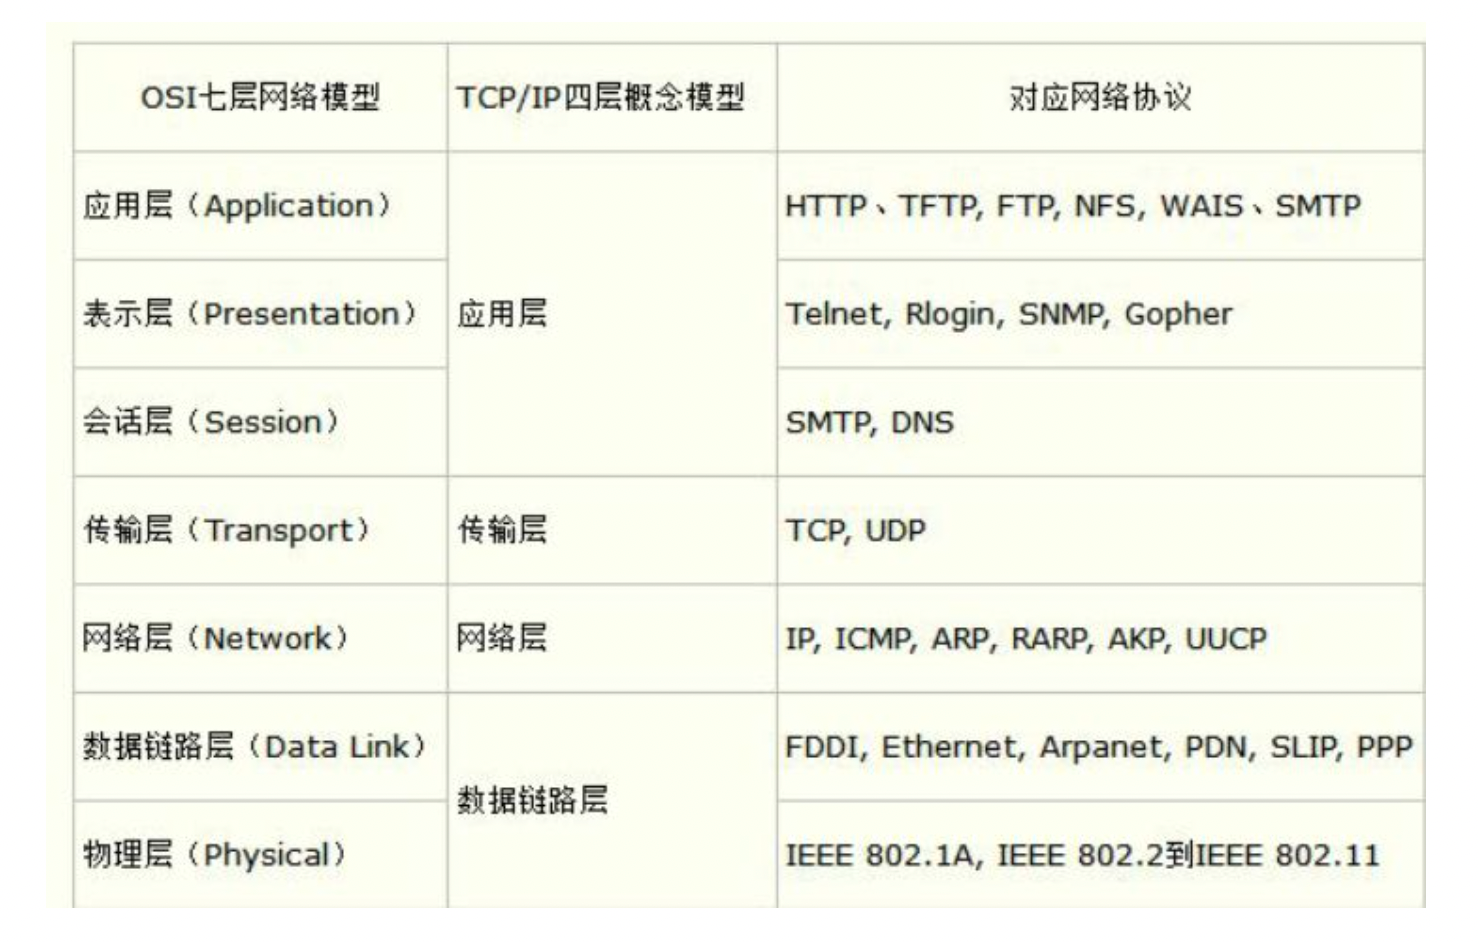 OSI七层网络模型 TCP/IP四层概念模型 对应网络协议
应用层（Application） HTTP、TFTP, FTP, NFS, WAIS、SMTP
表示层（Presentation） 应用层 Telnet, Rlogin, SNMP, Gopher
会话层（Session） SMTP, DNS
传输层（Transport） 传输层 TCP, UDP
网络层（Network） 网络层 IP, ICMP, ARP, RARP, AKP, UUCP
数据链路层（Data Link） FDDI, Ethernet, Arpanet, PDN, SLIP, PPP
数据链路层
物理层（Physical） IEEE 802.1A, IEEE 802.2到IEEE 802.11